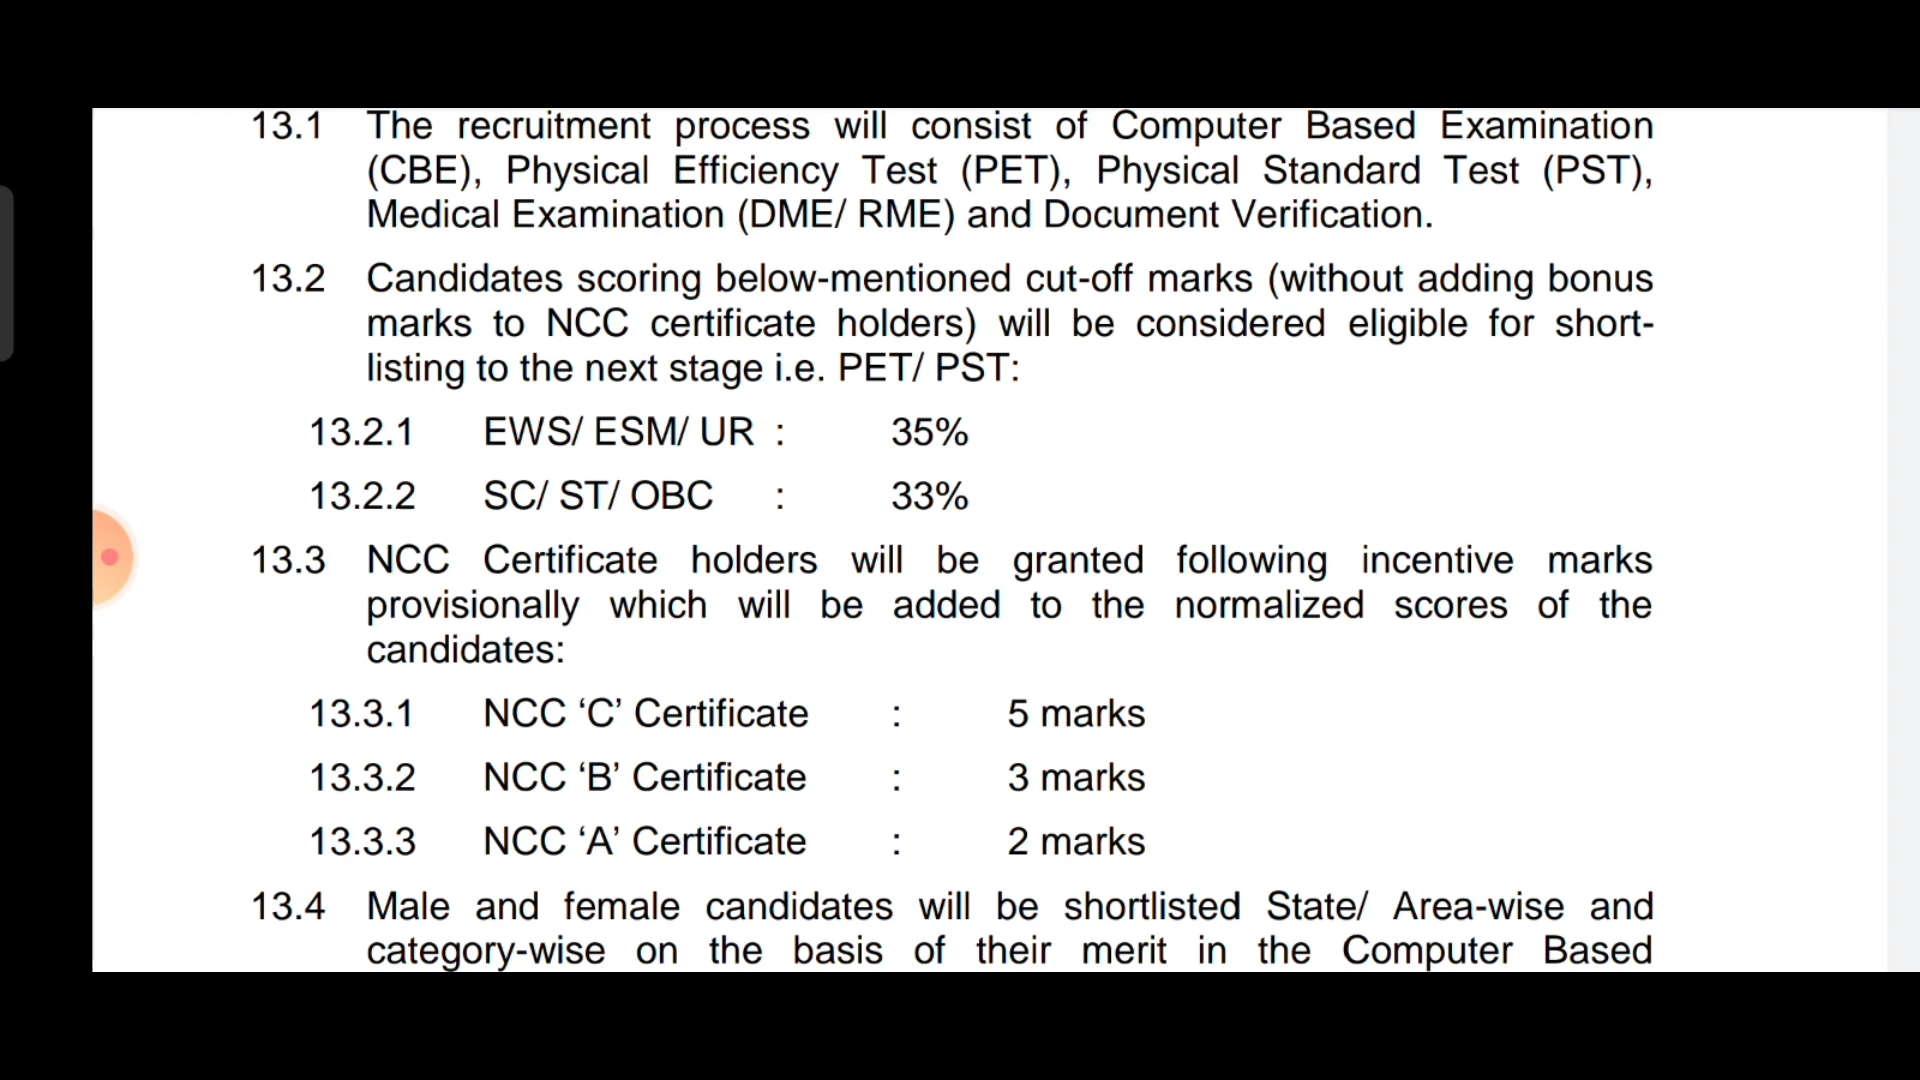 13.1 The recruitment process will consist of Computer Based Examination
(CBE), Physical Efficiency Test (PET), Physical Standard Test (PST),
Medical Examination (DME/ RME) and Document Verification.
13.2 Candidates scoring below-mentioned cut-off marks (without adding bonus
marks to NCC certificate holders) will be considered eligible for short-
listing to the next stage i.e. PET/ PST:
13.2.1 EWS/ ESM/ UR : 35%
13.2.2 SC/ ST/ OBC : 33%
13.3 NCC Certificate holders will be granted following incentive marks
provisionally which will be added to the normalized scores of the
candidates:
13.3.1 NCC ‘C’ Certificate : 5 marks
13.3.2 NCC ‘B’ Certificate : 3 marks
13.3.3 NCC ‘A’ Certificate : 2 marks
13.4 Male and female candidates will be shortlisted State/ Area-wise and
category-wise on the basis of their merit in the Computer Based